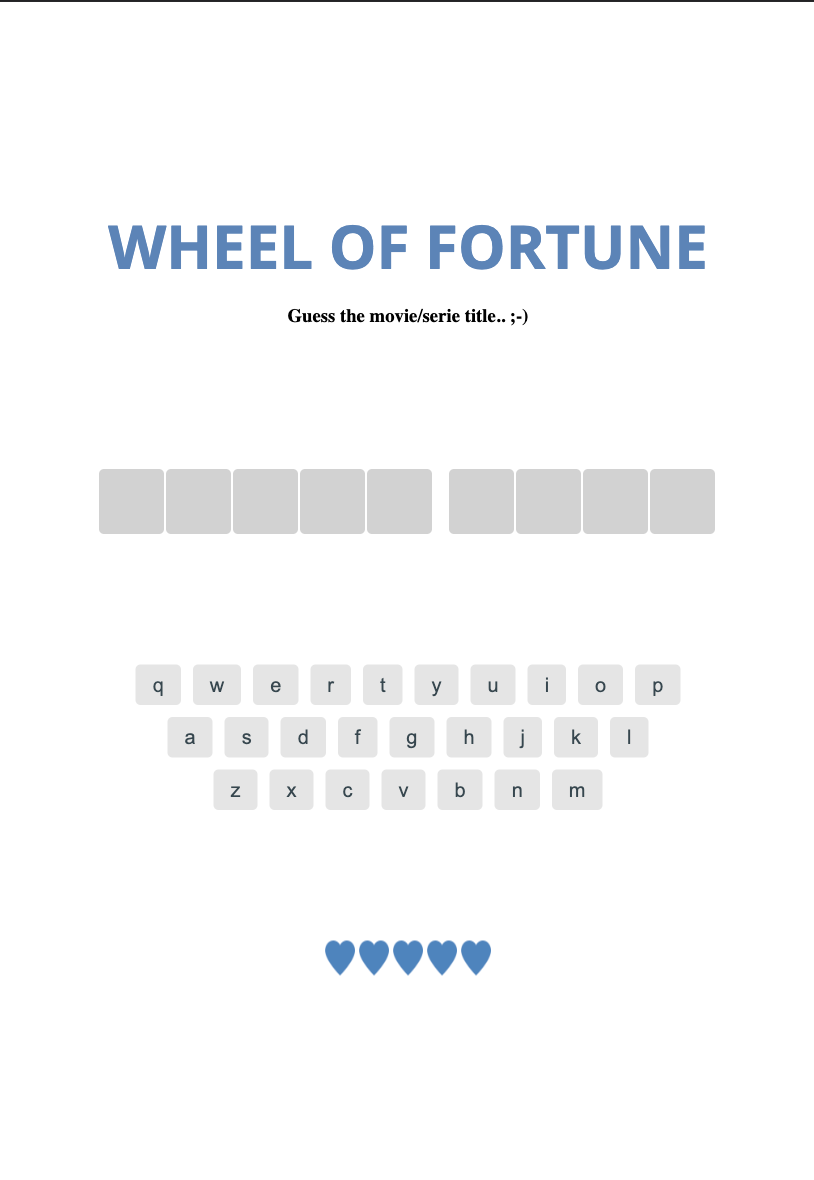 WHEEL OF FORTUNE
Guess the movie/serie title.. ;-)
q w e r t y u i o p
a s d f g h j k l
z x c v b n m